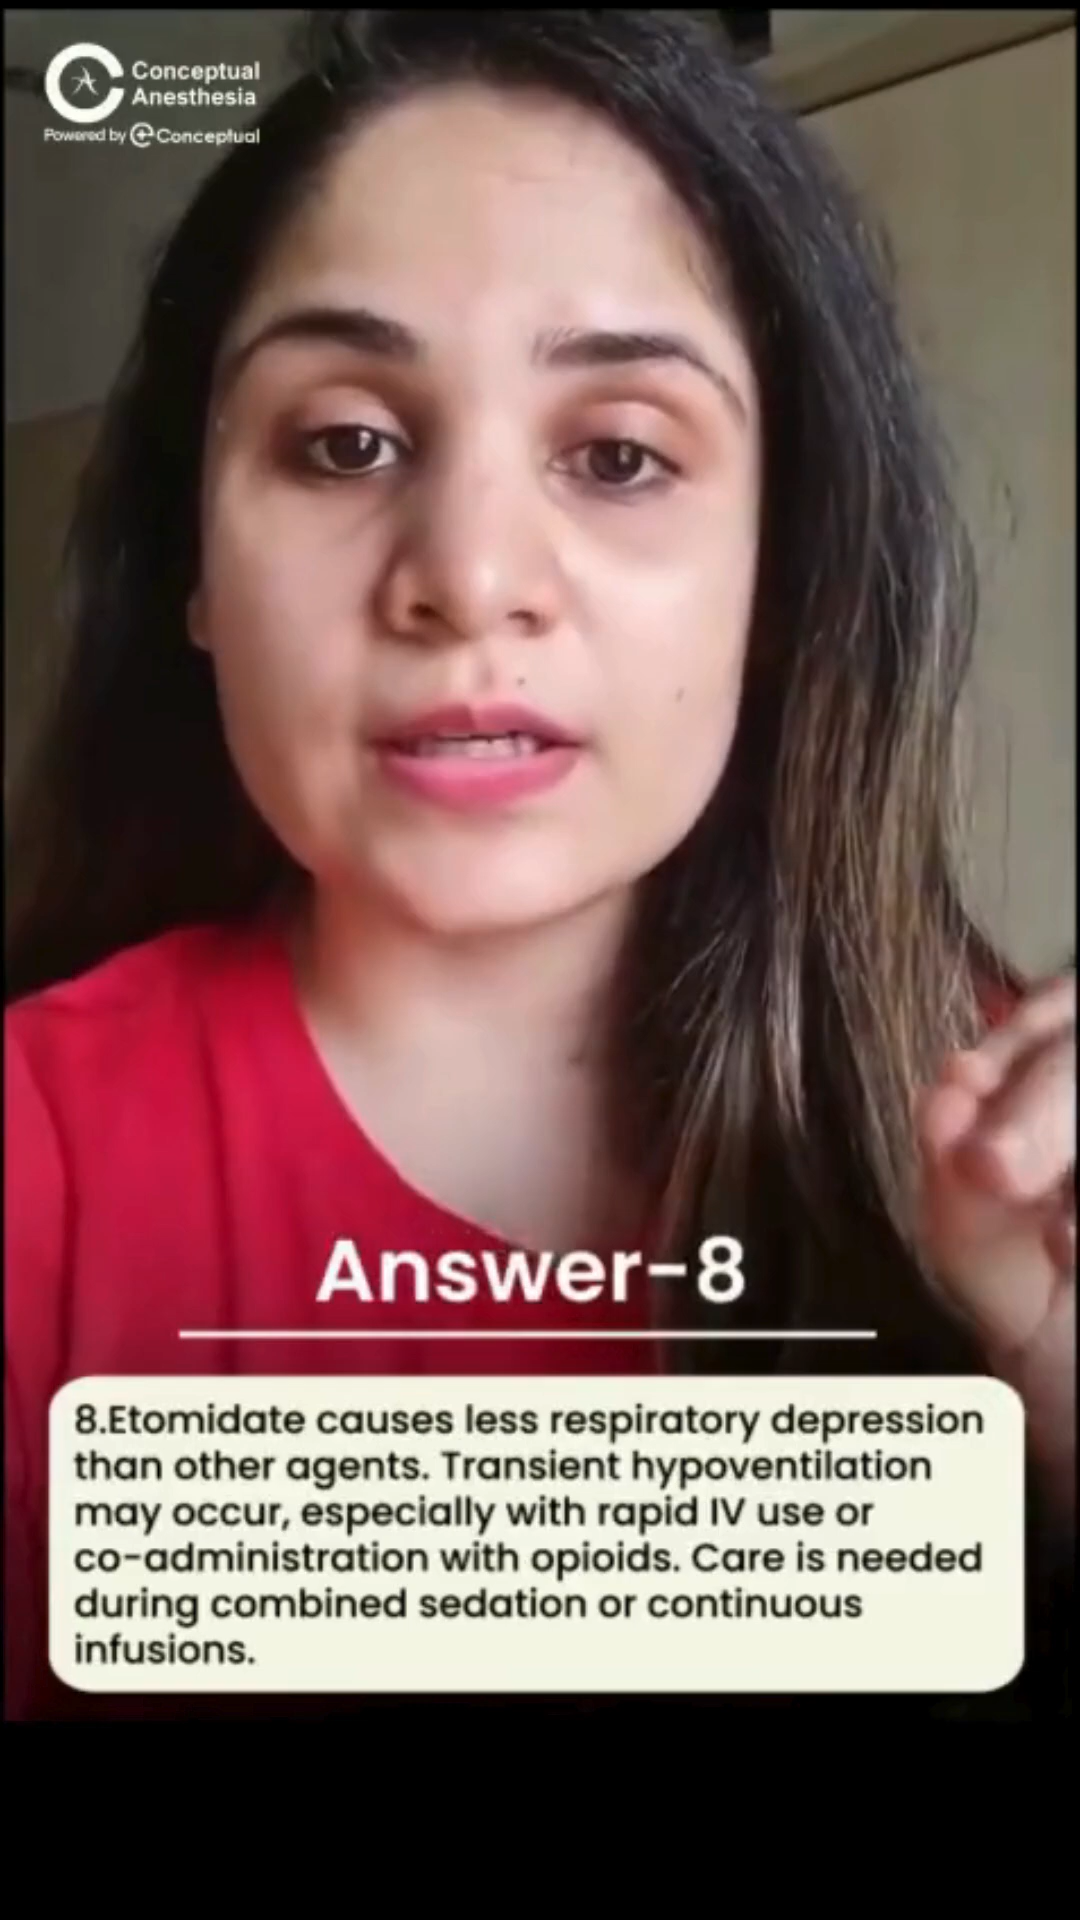 Conceptual
Anesthesia
Powered by Conceptual
Answer-8
8.Etomidate causes less respiratory depression
than other agents. Transient hypoventilation
may occur, especially with rapid IV use or
co-administration with opioids. Care is needed
during combined sedation or continuous
infusions.